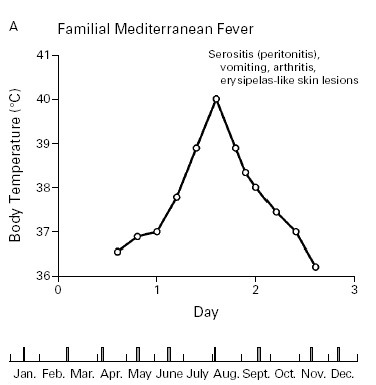 A Familial Mediterranean Fever
Serositis (peritonitis),
vomiting, arthritis,
erysipelas-like skin lesions
Body Temperature (°C)
41
40
39
38
37
36
0 1 2 3
Day
Jan. Feb. Mar. Apr. May June July Aug. Sept. Oct. Nov. Dec.